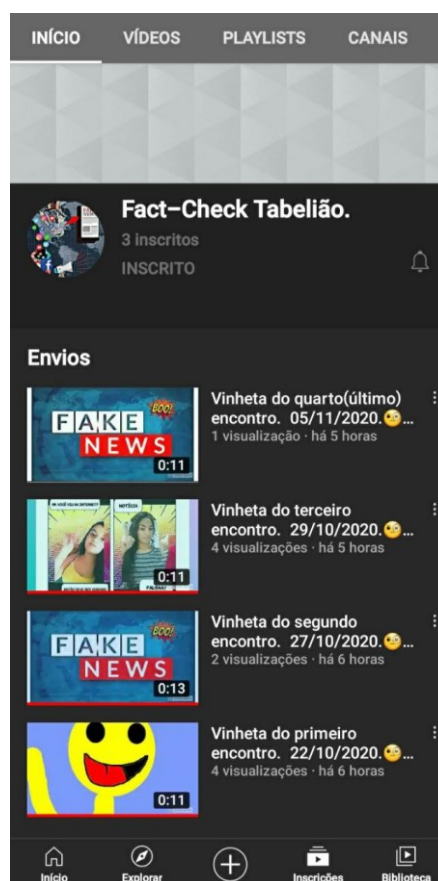 INÍCIO VÍDEOS PLAYLISTS CANAIS
Fact-Check Tabelião.
3 inscritos
INSCRITO
Envios
BOO!
FAKE
NEWS
0:11
Vinheta do quarto(último)
encontro. 05/11/2020.🧐...
1 visualização · há 5 horas
NOTÍCIA
0:11
Vinheta do terceiro
encontro. 29/10/2020.🧐...
4 visualizações · há 5 horas
BOO!
FAKE
NEWS
0:13
Vinheta do segundo
encontro. 27/10/2020.🧐...
2 visualizações · há 6 horas
0:11
Vinheta do primeiro
encontro. 22/10/2020.🧐...
4 visualizações · há 6 horas
Início Explorar Inscrições Biblioteca